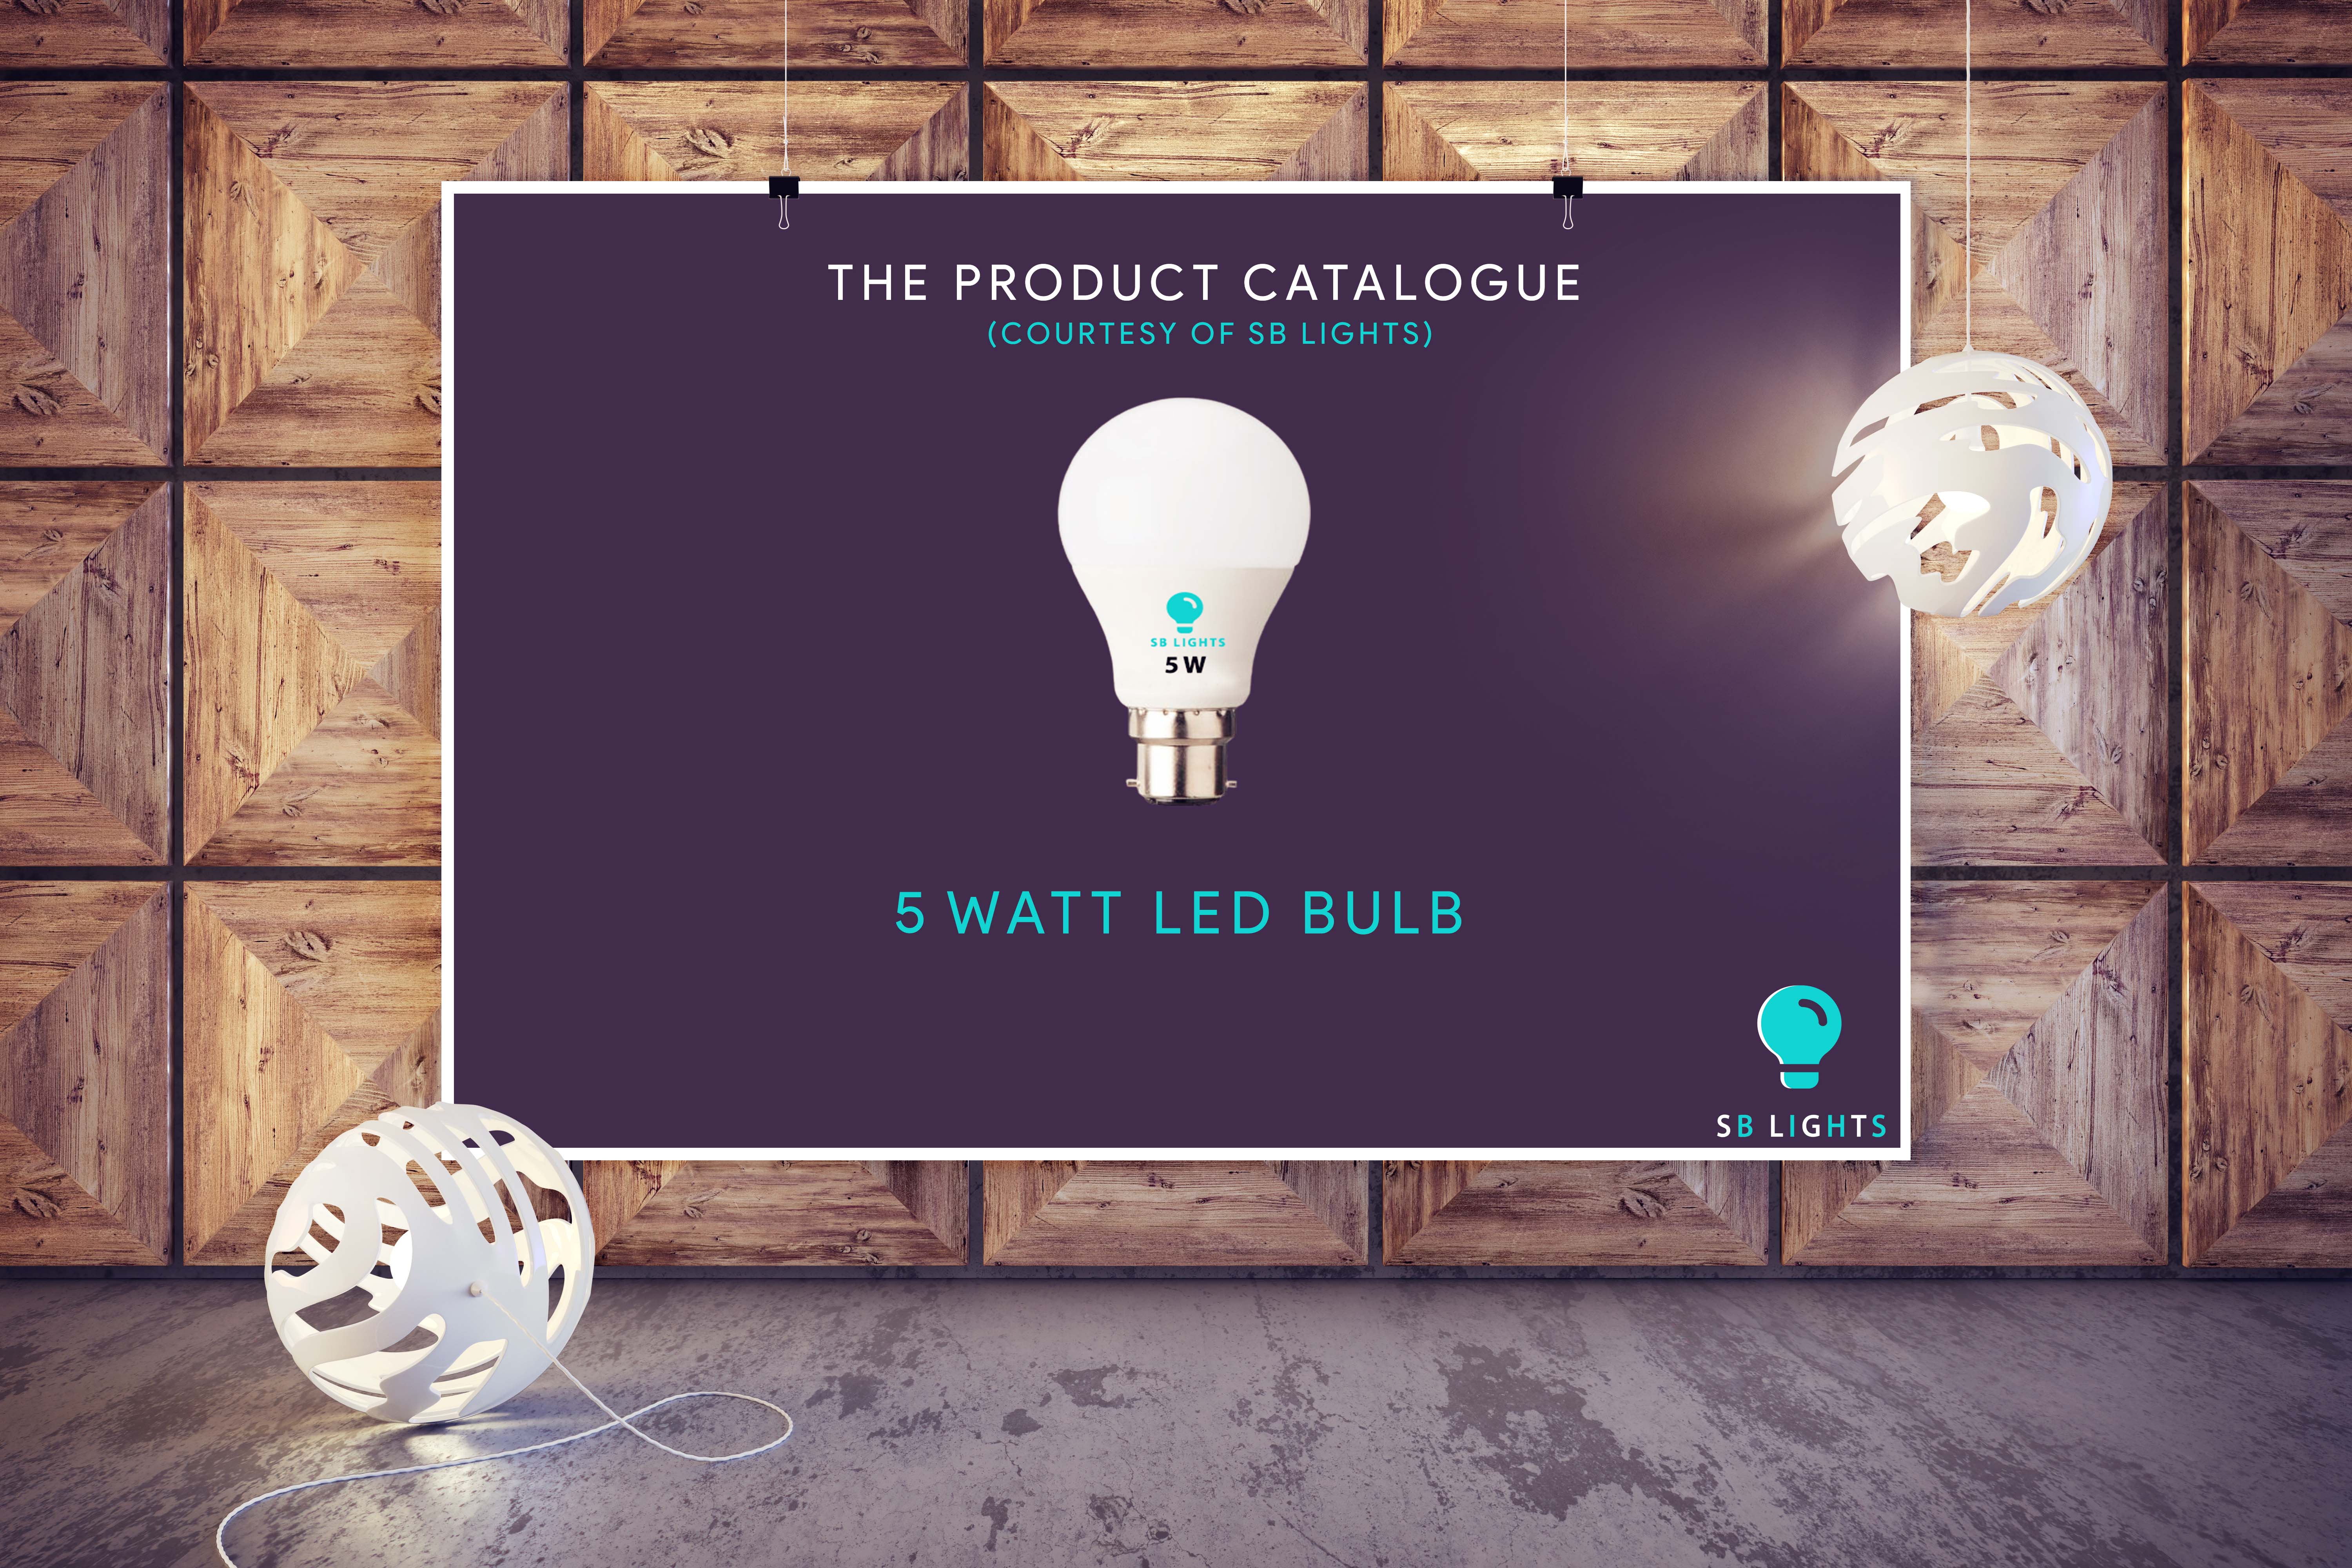 THE PRODUCT CATALOGUE
(COURTESY OF SB LIGHTS)
SB LIGHTS
5 W
5 WATT LED BULB
SB LIGHTS